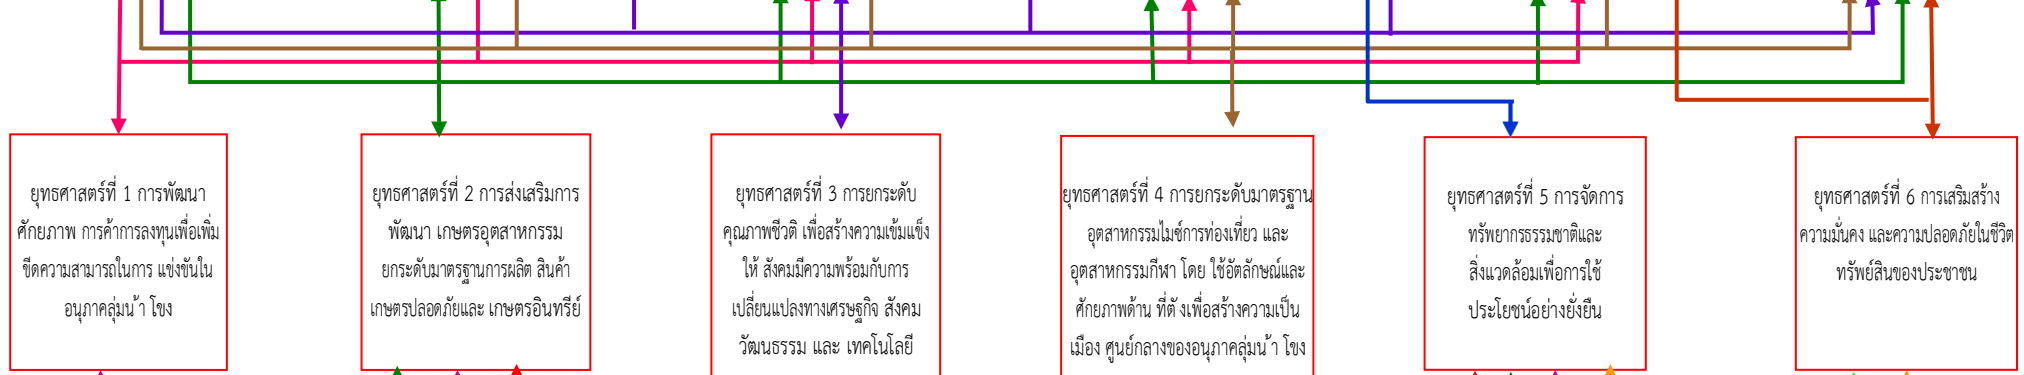 ยุทธศาสตร์ที่ 1 การพัฒนา
ศักยภาพ การค้าการลงทุนเพื่อเพิ่ม
ขีดความสามารถในการ แข่งขันใน
อนุภาคลุ่มน ้า โขง
ยุทธศาสตร์ที่ 2 การส่งเสริมการ
พัฒนา เกษตรอุตสาหกรรม
ยกระดับมาตรฐานการผลิต สินค้า
เกษตรปลอดภัยและ เกษตรอินทรีย์
ยุทธศาสตร์ที่ 3 การยกระดับ
คุณภาพชีวติ เพื่อสร้างความเข้มแข็ง
ให้ สังคมมีความพร้อมกับการ
เปลี่ยนแปลงทางเศรษฐกิจ สังคม
วัฒนธรรม และ เทคโนโลยี
ยุทธศาสตร์ที่ 4 การยกระดับมาตรฐาน
อุตสาหกรรมไมซ์การท่องเที่ยว และ
อุตสาหกรรมกีฬา โดย ใช้อัตลักษณ์และ
ศักยภาพด้าน ที่ตั งเพื่อสร้างความเป็น
เมือง ศูนย์กลางของอนุภาคลุ่มน ้า โขง
ยุทธศาสตร์ที่ 5 การจัดการ
ทรัพยากรธรรมชาติและ
สิ่งแวดล้อมเพื่อการใช้
ประโยชน์อย่างยั่งยืน
ยุทธศาสตร์ที่ 6 การเสริมสร้าง
ความมั่นคง และความปลอดภัยในชีวิต
ทรัพย์สินของประชาชน